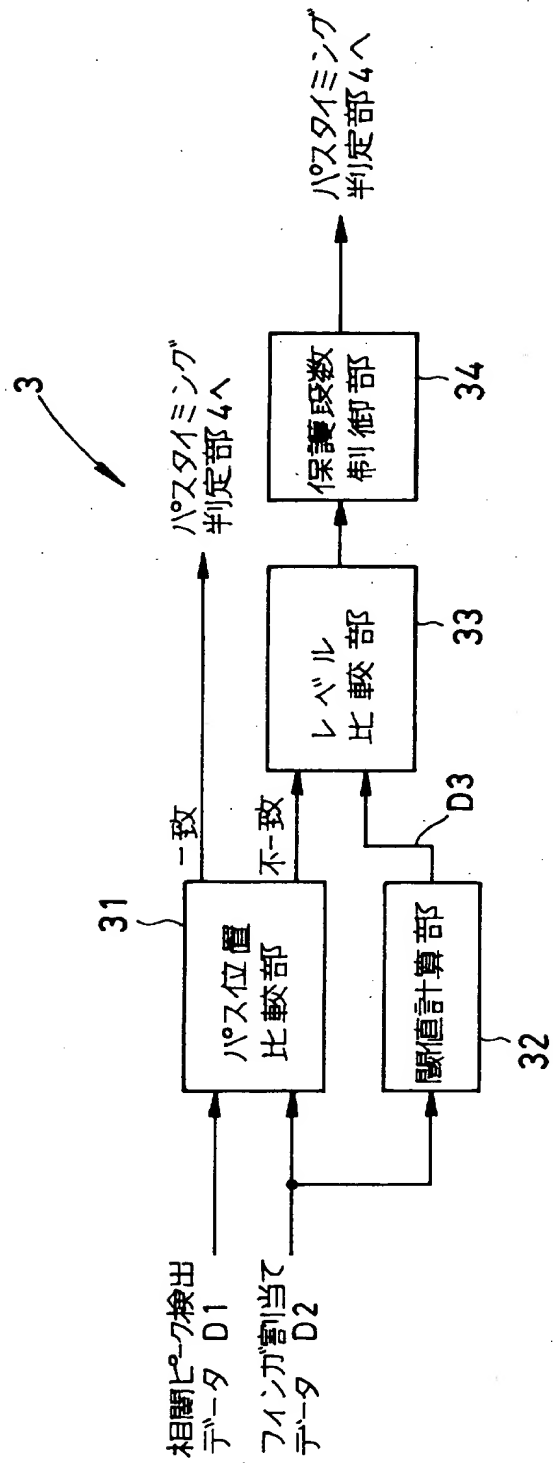 3
相関ピーク検出
データ D1
フィンガ割当て
データ D2
31
パス位置
比較部
一致
パスタイミング
判定部4へ
不一致
閾値計算部
32
D3
レベル
比較部
33
保護段数
制御部
34
パスタイミング
判定部4へ